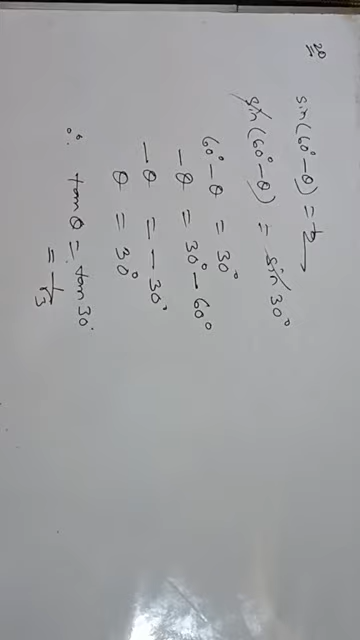 20
sin(60° - θ) = 1/2
sin(60° - θ) = sin 30°
60° - θ = 30°
- θ = 30° - 60°
- θ = - 30°
θ = 30°
∴ tan θ = tan 30°
= 1/√3